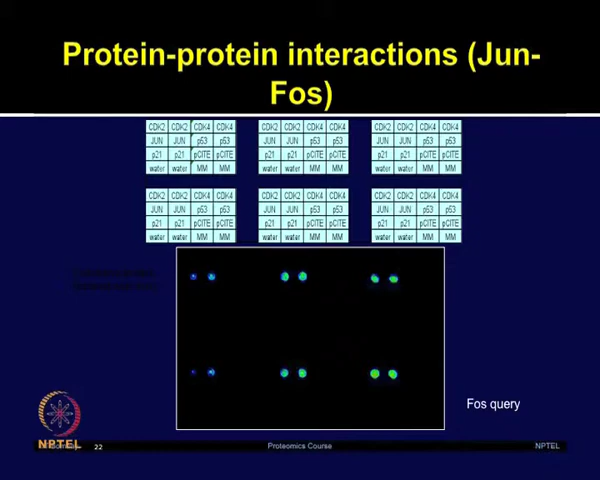 Protein-protein interactions (Jun-
Fos)
CDK2 CDK2 CDK4 CDK4
JUN JUN p53 p53
p21 p21 pCITE pCITE
water water MM MM
CDK2 CDK2 CDK4 CDK4
JUN JUN p53 p53
p21 p21 pCITE pCITE
water water MM MM
CDK2 CDK2 CDK4 CDK4
JUN JUN p53 p53
p21 p21 pCITE pCITE
water water MM MM
CDK2 CDK2 CDK4 CDK4
JUN JUN p53 p53
p21 p21 pCITE pCITE
water water MM MM
CDK2 CDK2 CDK4 CDK4
JUN JUN p53 p53
p21 p21 pCITE pCITE
water water MM MM
CDK2 CDK2 CDK4 CDK4
JUN JUN p53 p53
p21 p21 pCITE pCITE
water water MM MM
Fos query
NPTEL
22
Proteomics Course
NPTEL